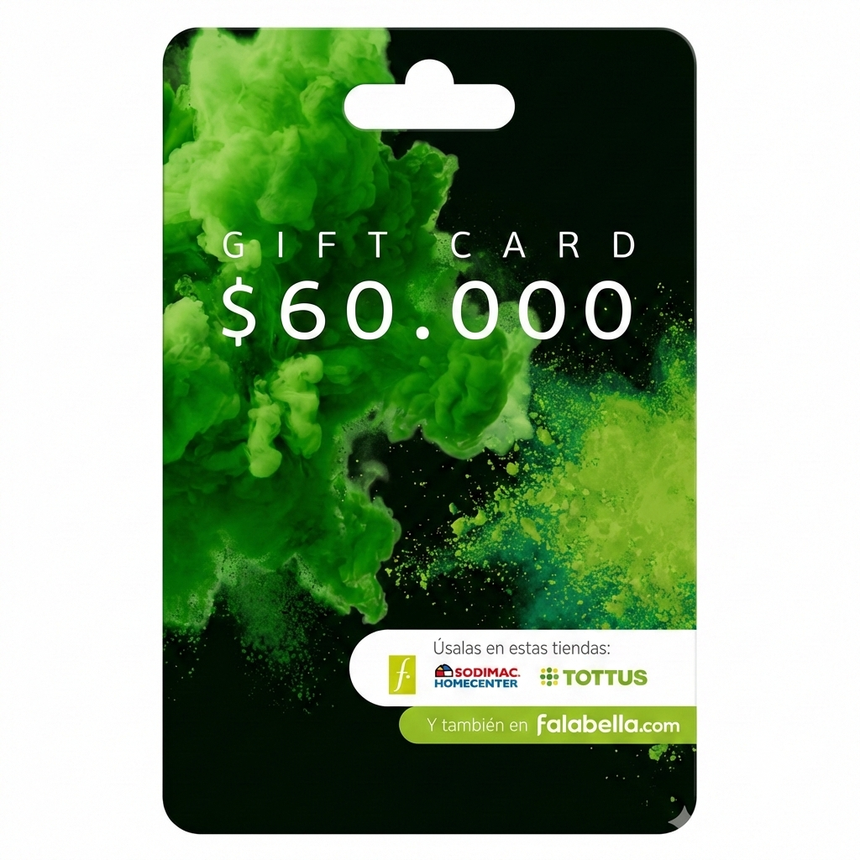 GIFT CARD
$60.000
Úsalas en estas tiendas:
f. SODIMAC. HOMECENTER TOTTUS
Y también en falabella.com